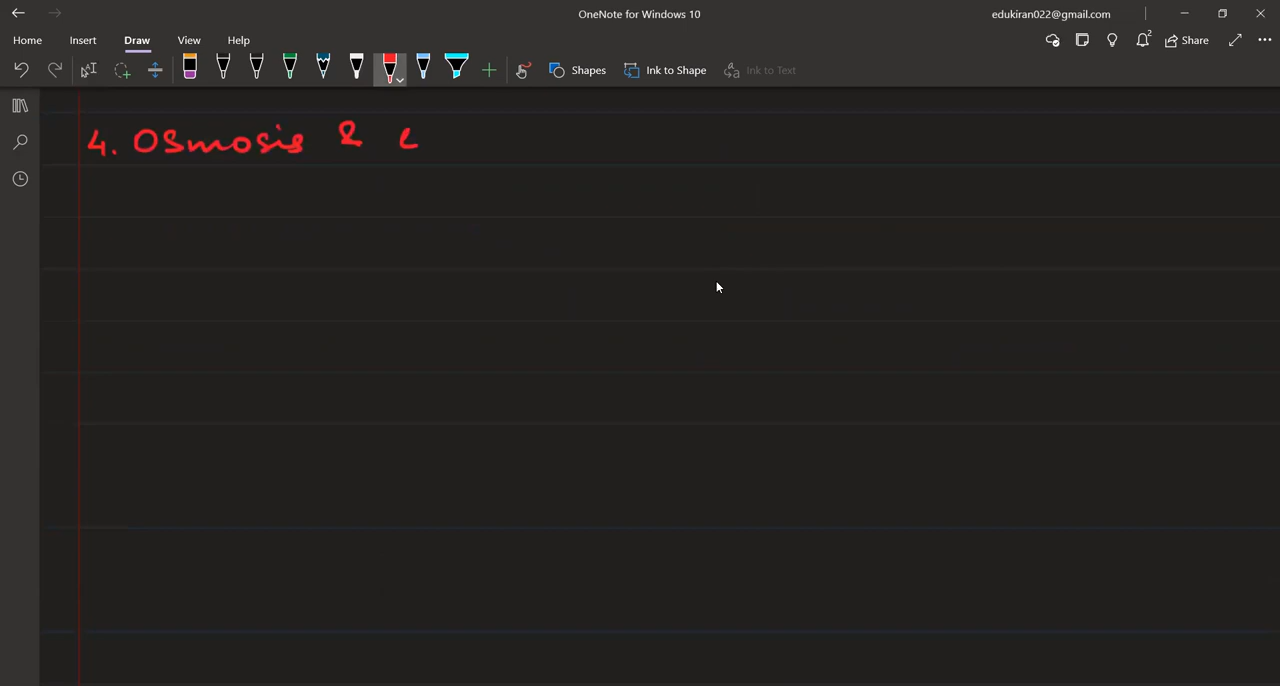 OneNote for Windows 10
edukiran022@gmail.com
Home Insert Draw View Help
2
Share
Shapes Ink to Shape Ink to Text
4. Osmosis &